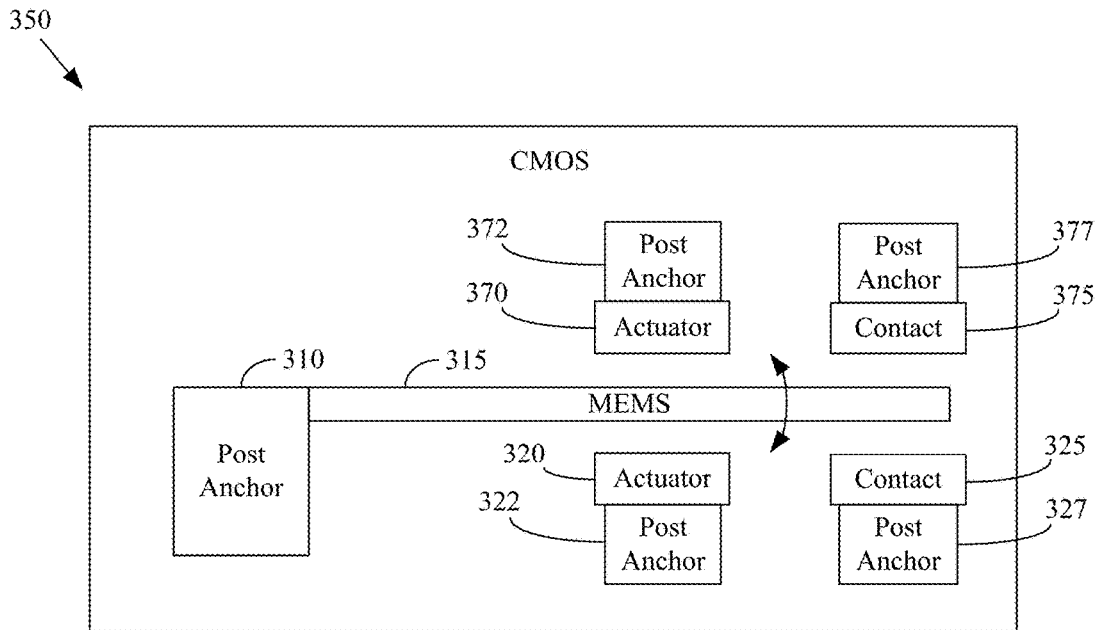 350
CMOS
372
Post
Anchor
Post
Anchor
377
370
Actuator
Contact
375
310
315
MEMS
Post
Anchor
320
Actuator
Contact
325
322
Post
Anchor
Post
Anchor
327